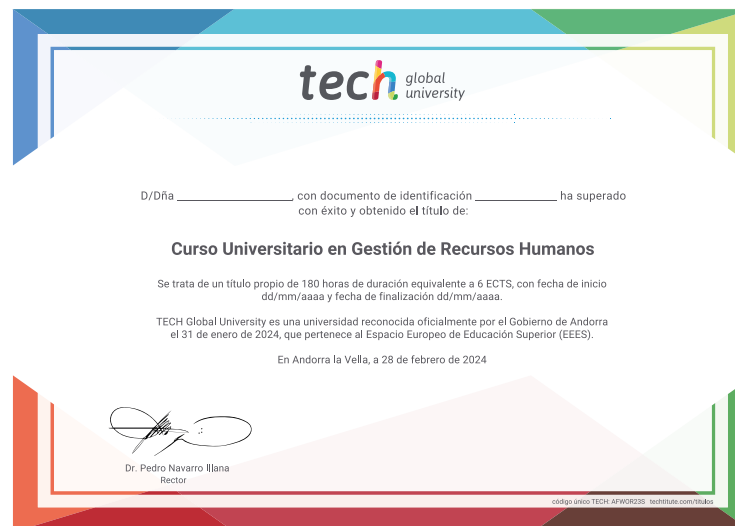 tech global university
D/Dña ____________________, con documento de identificación ______________ ha superado
con éxito y obtenido el título de:
Curso Universitario en Gestión de Recursos Humanos
Se trata de un título propio de 180 horas de duración equivalente a 6 ECTS, con fecha de inicio
dd/mm/aaaa y fecha de finalización dd/mm/aaaa.
TECH Global University es una universidad reconocida oficialmente por el Gobierno de Andorra
el 31 de enero de 2024, que pertenece al Espacio Europeo de Educación Superior (EEES).
En Andorra la Vella, a 28 de febrero de 2024
Dr. Pedro Navarro Illana
Rector
código único TECH: AFWOR23S techtitute.com/titulos